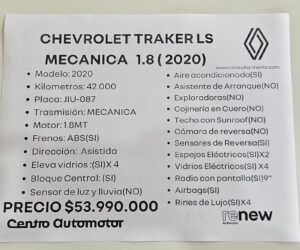 CHEVROLET TRAKER LS
MECANICA 1.8 ( 2020)
www.renaultarmotors.com
• Modelo: 2020
• Kilometros: 42.000
• Placa: JIU-087
• Trasmisión: MECANICA
• Motor: 1.8MT
• Frenos: ABS(SI)
• Dirección: Asistida
• Eleva vidrios :(SI)X4
• Bloque Central: (SI)
• Sensor de luz y lluvia(NO)
• Aire acondicionado(SI)
• Asistente de Arranque(NO)
• Exploradoras(NO)
• Cojinería en Cuero(NO)
• Techo con Sunroof(NO)
• Cámara de reversa(NO)
• Sensores de Reversa(SI)
• Espejos Eléctricos(SI)X2
• Vidrios Eléctricos(SI) X4
• Radio con pantalla(SI)9"
• Airbags(SI)
• Rines de Lujo(SI)X4
PRECIO $53.990.000
Centro Automotor
renew